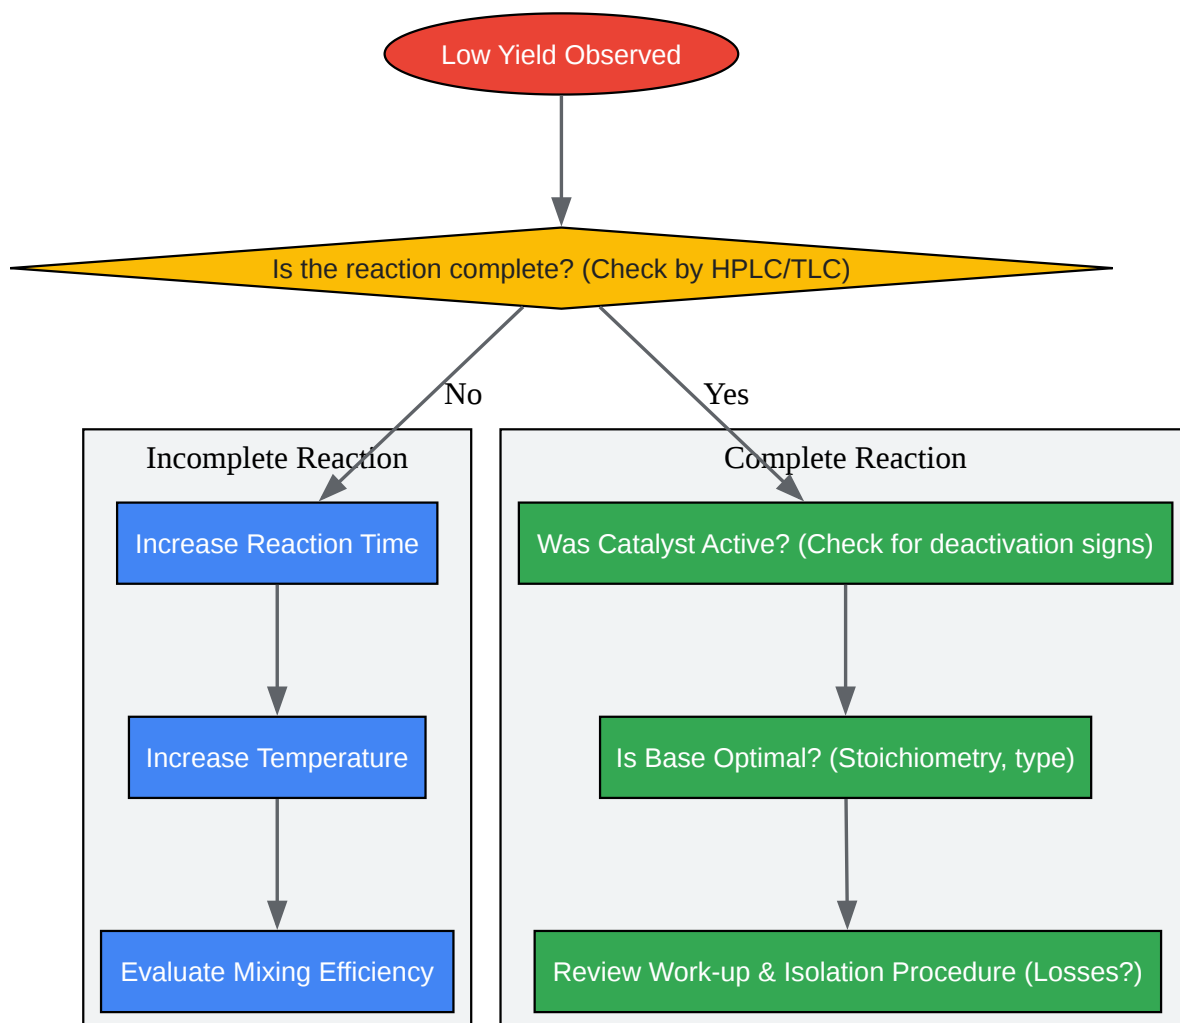 Low Yield Observed
Is the reaction complete? (Check by HPLC/TLC)
No
Yes
Incomplete Reaction
Increase Reaction Time
Increase Temperature
Evaluate Mixing Efficiency
Complete Reaction
Was Catalyst Active? (Check for deactivation signs)
Is Base Optimal? (Stoichiometry, type)
Review Work-up & Isolation Procedure (Losses?)